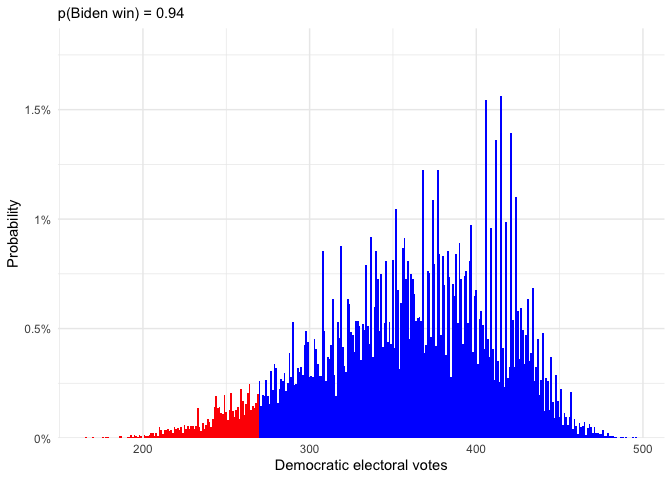 p(Biden win) = 0.94
1.5%
1%
0.5%
0%
Probability
200
300
400
500
Democratic electoral votes